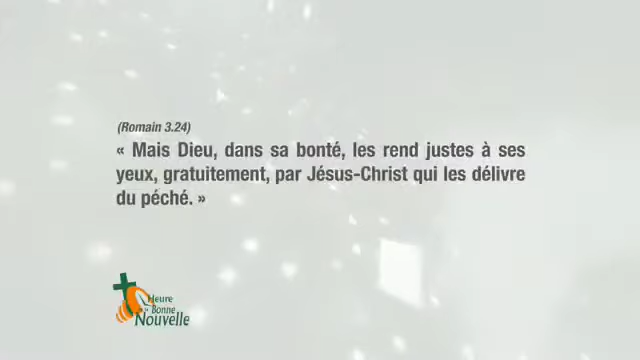 (Romain 3.24)
« Mais Dieu, dans sa bonté, les rend justes à ses
yeux, gratuitement, par Jésus-Christ qui les délivre
du péché. »
Heure
Bonne
Nouvelle